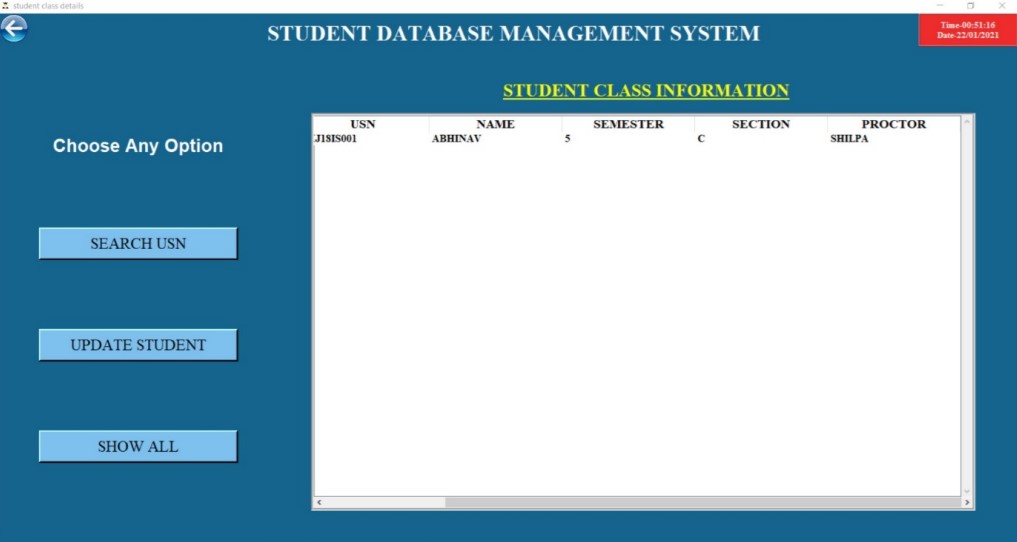 student class details
STUDENT DATABASE MANAGEMENT SYSTEM
Time-00:51:16
Date-22/01/2021
STUDENT CLASS INFORMATION
Choose Any Option
USN NAME SEMESTER SECTION PROCTOR
J18IS001 ABHINAV 5 C SHILPA
SEARCH USN
UPDATE STUDENT
SHOW ALL